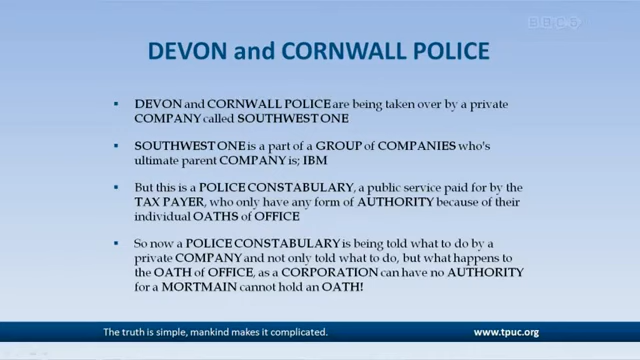 BBC 5
DEVON and CORNWALL POLICE
▪ DEVON and CORNWALL POLICE are being taken over by a private
COMPANY called SOUTHWEST ONE
▪ SOUTHWEST ONE is a part of a GROUP of COMPANIES who's
ultimate parent COMPANY is; IBM
▪ But this is a POLICE CONSTABULARY, a public service paid for by the
TAX PAYER, who only have any form of AUTHORITY because of their
individual OATHS of OFFICE
▪ So now a POLICE CONSTABULARY is being told what to do by a
private COMPANY and not only told what to do, but what happens to
the OATH of OFFICE, as a CORPORATION can have no AUTHORITY
for a MORTMAIN cannot hold an OATH!
The truth is simple, mankind makes it complicated. www.tpuc.org